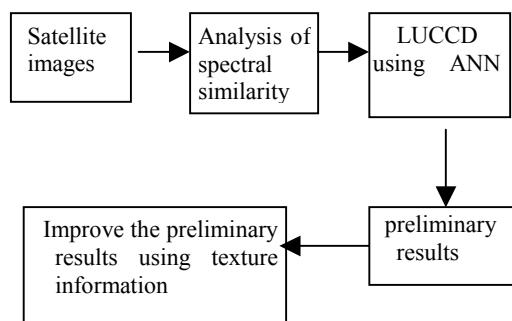 Satellite
images
Analysis of
spectral
similarity
LUCCD
using ANN
preliminary
results
Improve the preliminary
results using texture
information